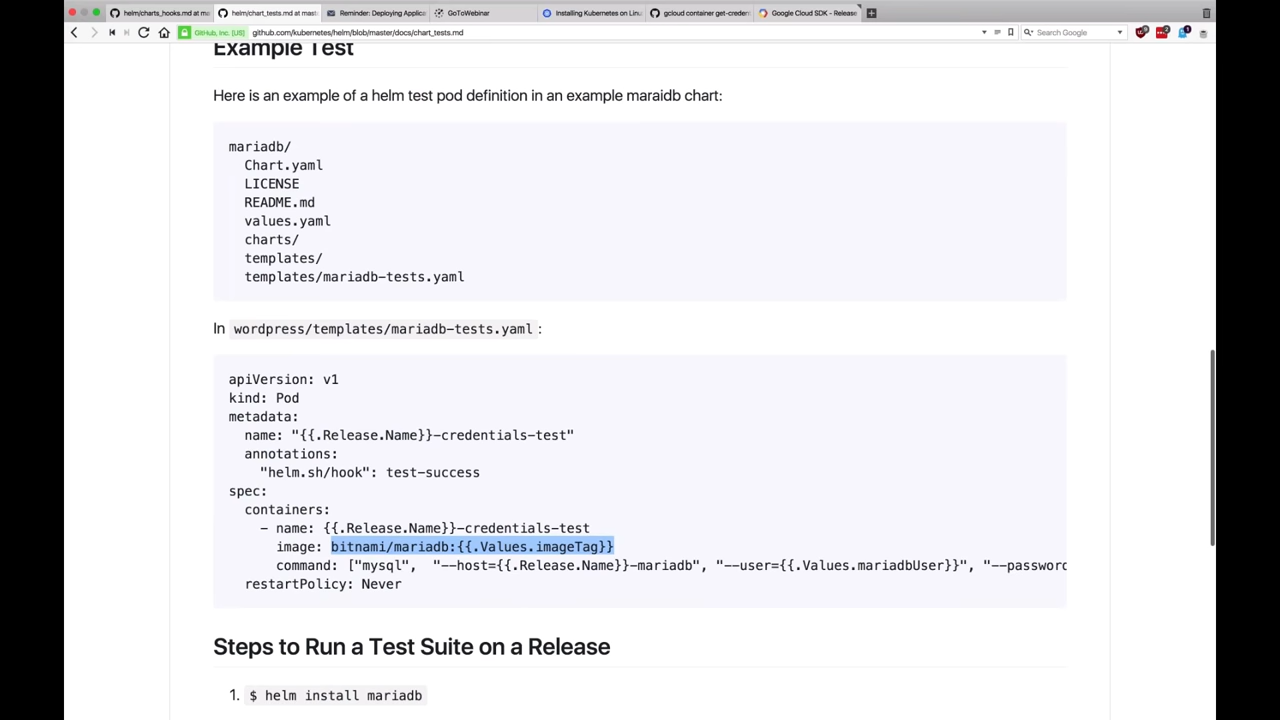 helm/charts_hooks.md at ma
helm/chart_tests.md at mast
Reminder: Deploying Applica
GoToWebinar
Installing Kubernetes on Linu
gcloud container get-creden
Google Cloud SDK - Release
GitHub, Inc. [US]
github.com/kubernetes/helm/blob/master/docs/chart_tests.md
Search Google
Example Test
Here is an example of a helm test pod definition in an example maraidb chart:
mariadb/
Chart.yaml
LICENSE
README.md
values.yaml
charts/
templates/
templates/mariadb-tests.yaml
In wordpress/templates/mariadb-tests.yaml :
apiVersion: v1
kind: Pod
metadata:
name: "{{.Release.Name}}-credentials-test"
annotations:
"helm.sh/hook": test-success
spec:
containers:
- name: {{.Release.Name}}-credentials-test
image: bitnami/mariadb:{{.Values.imageTag}}
command: ["mysql", "--host={{.Release.Name}}-mariadb", "--user={{.Values.mariadbUser}}", "--password
restartPolicy: Never
Steps to Run a Test Suite on a Release
1. $ helm install mariadb